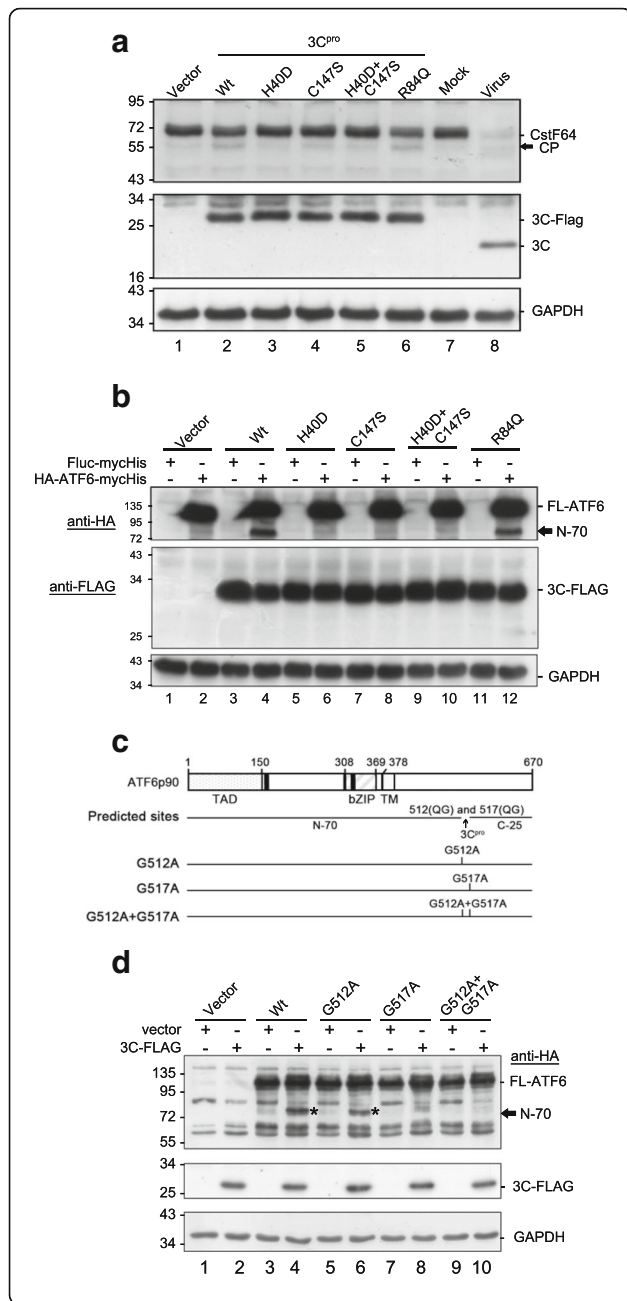 a
3Cpro
Vector Wt H40D C147S H40D+C147S R84Q Mock Virus
95
72
55
43
CstF64
CP
34
25
16
3C-Flag
3C
43
34
GAPDH
1 2 3 4 5 6 7 8
b
Vector Wt H40D C147S H40D+C147S R84Q
Fluc-mycHis + - + - + - + - + - + -
HA-ATF6-mycHis - + - + - + - + - + - +
anti-HA
135
95
72
FL-ATF6
N-70
anti-FLAG
43
34
25
3C-FLAG
43
34
GAPDH
1 2 3 4 5 6 7 8 9 10 11 12
c
1 150 308 369 378 670
ATF6p90
TAD bZIP TM
Predicted sites 512(QG) and 517(QG)
N-70 3Cpro C-25
G512A
G512A
G517A
G517A
G512A+G517A
G512A+G517A
d
Vector Wt G512A G517A G512A+G517A
vector + - + - + - + - + -
3C-FLAG - + - + - + - + - +
anti-HA
135
95
72
55
FL-ATF6
* *
N-70
34
25
3C-FLAG
43
34
GAPDH
1 2 3 4 5 6 7 8 9 10